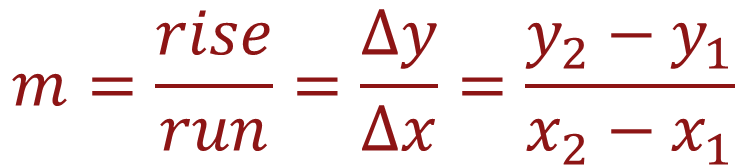 m = rise/run = Δy/Δx = y₂ − y₁/x₂ − x₁